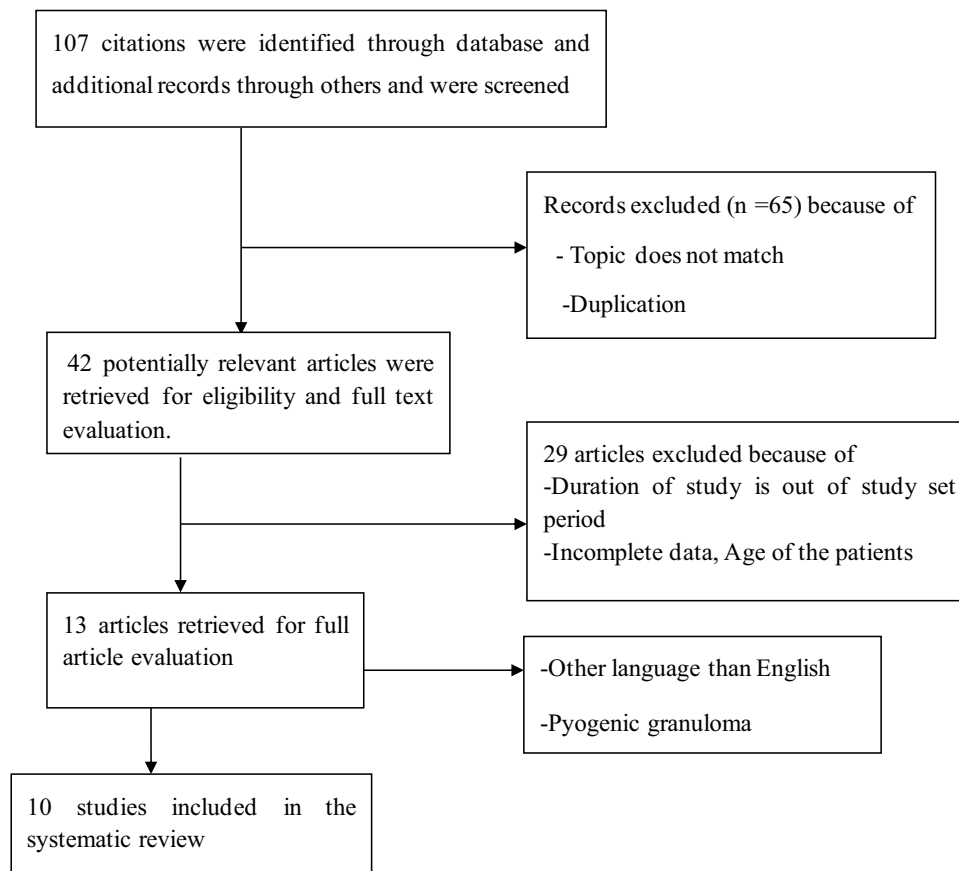 107 citations were identified through database and
additional records through others and were screened
Records excluded (n =65) because of
- Topic does not match
-Duplication
42 potentially relevant articles were
retrieved for eligibility and full text
evaluation.
29 articles excluded because of
-Duration of study is out of study set
period
-Incomplete data, Age of the patients
13 articles retrieved for full
article evaluation
-Other language than English
-Pyogenic granuloma
10 studies included in the
systematic review